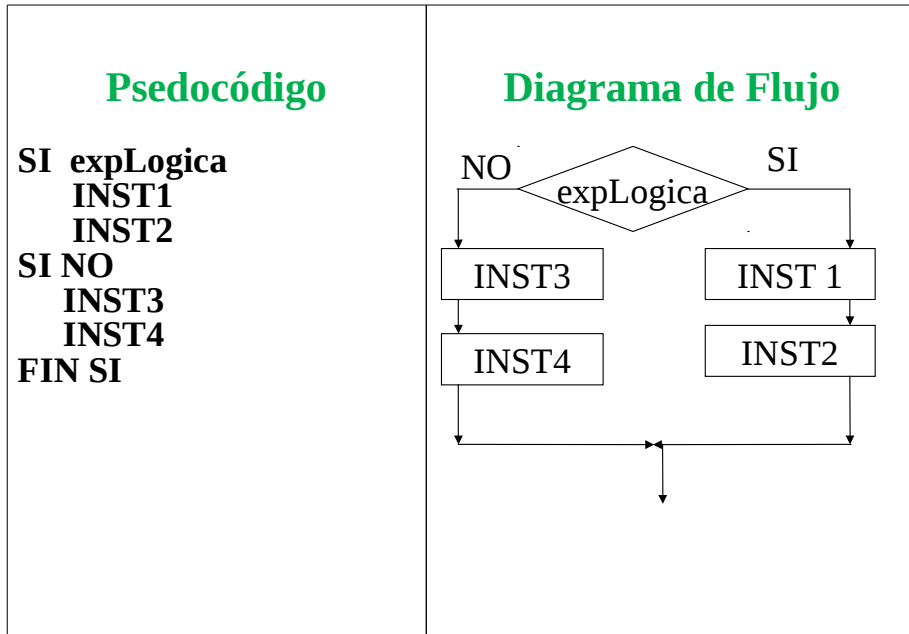 Psedocódigo
SI expLogica
INST1
INST2
SI NO
INST3
INST4
FIN SI
Diagrama de Flujo
NO
SI
expLogica
INST3
INST 1
INST4
INST2